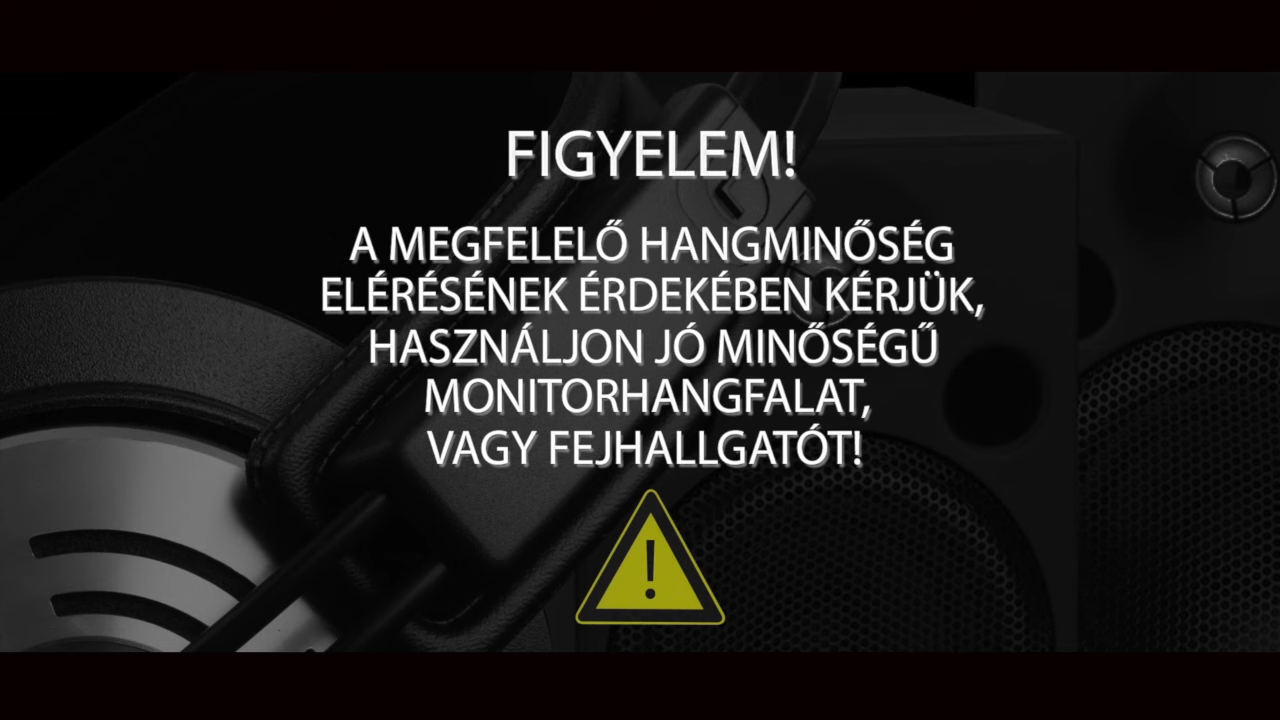 FIGYELEM!
A MEGFELELŐ HANGMINŐSÉG
ELÉRÉSÉNEK ÉRDEKÉBEN KÉRJÜK,
HASZNÁLJON JÓ MINŐSÉGŰ
MONITORHANGFALAT,
VAGY FEJHALLGATÓT!
!